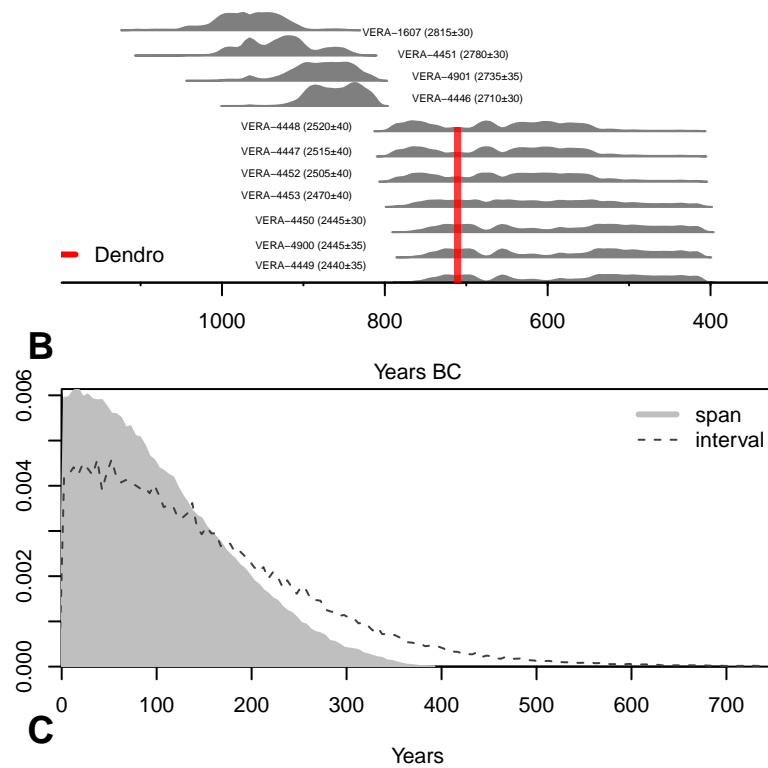 VERA−1607 (2815±30)
VERA−4451 (2780±30)
VERA−4901 (2735±35)
VERA−4446 (2710±30)
VERA−4448 (2520±40)
VERA−4447 (2515±40)
VERA−4452 (2505±40)
VERA−4453 (2470±40)
VERA−4450 (2445±30)
VERA−4900 (2445±35)
Dendro
VERA−4449 (2440±35)
1000 800 600 400
B
Years BC
0.006
span
interval
0.004
0.002
0.000
0 100 200 300 400 500 600 700
C
Years